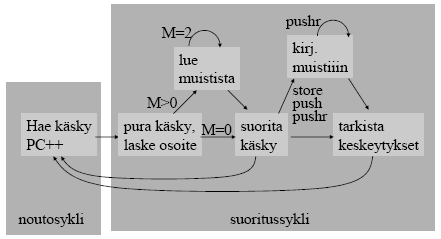 pushr
M=2
kirj.
muistiiin
lue
muistista
M>0
store
push
pushr
Hae käsky
PC++
pura käsky,
laske osoite
M=0
suorita
käsky
tarkista
keskeytykset
noutosykli
suoritussykli